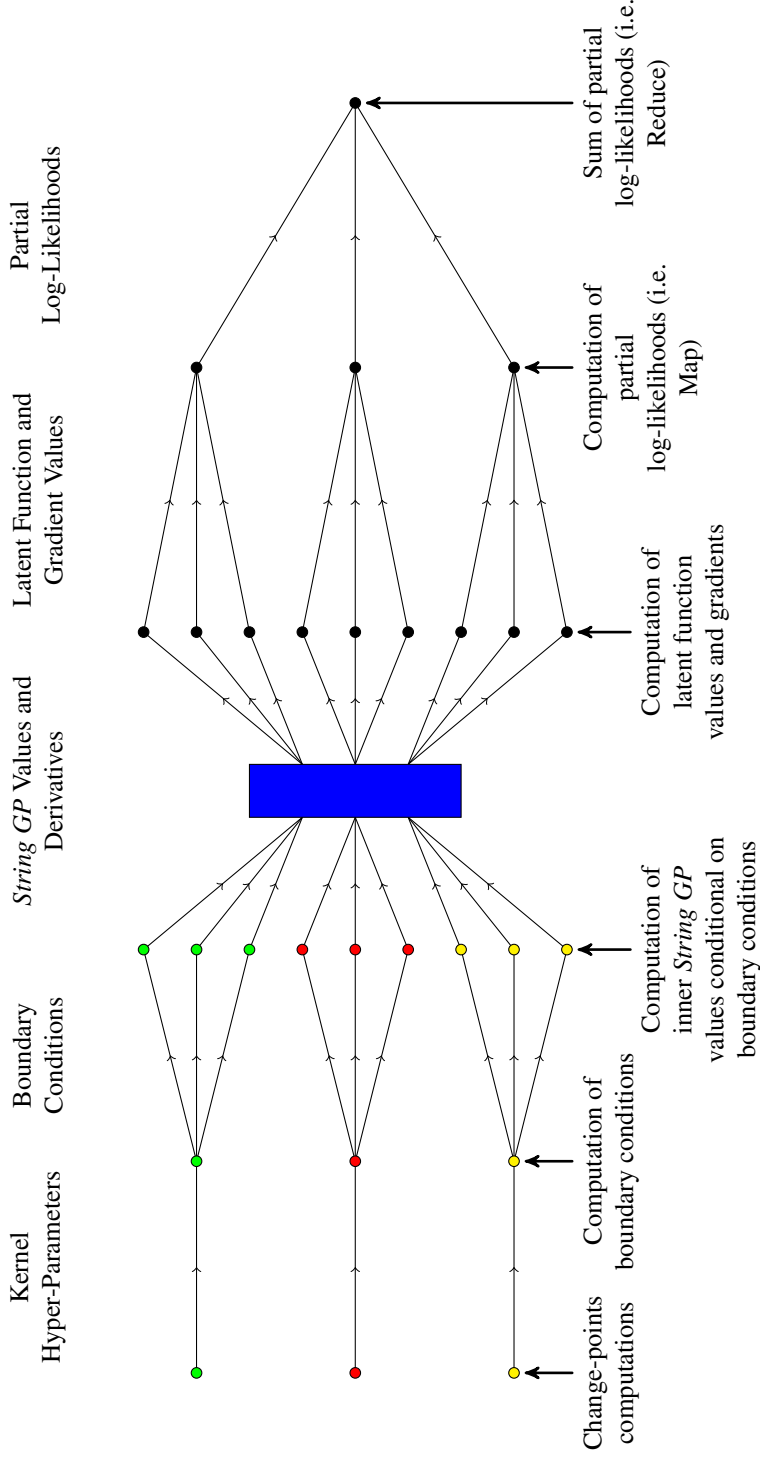 Kernel
Hyper-Parameters
Boundary
Conditions
String GP Values and
Derivatives
Latent Function and
Gradient Values
Partial
Log-Likelihoods
Change-points
computations
Computation of
boundary conditions
Computation of
inner String GP
values conditional on
boundary conditions
Computation of
latent function
values and gradients
Computation of
partial
log-likelihoods (i.e.
Map)
Sum of partial
log-likelihoods (i.e.
Reduce)